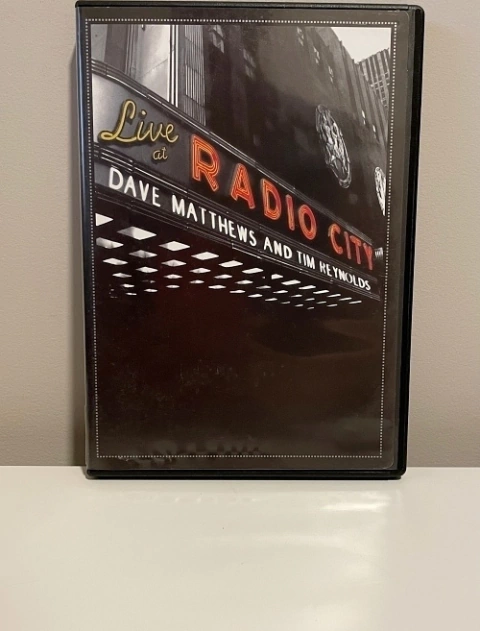 Live
at
RADIO CITY
DAVE MATTHEWS AND TIM REYNOLDS